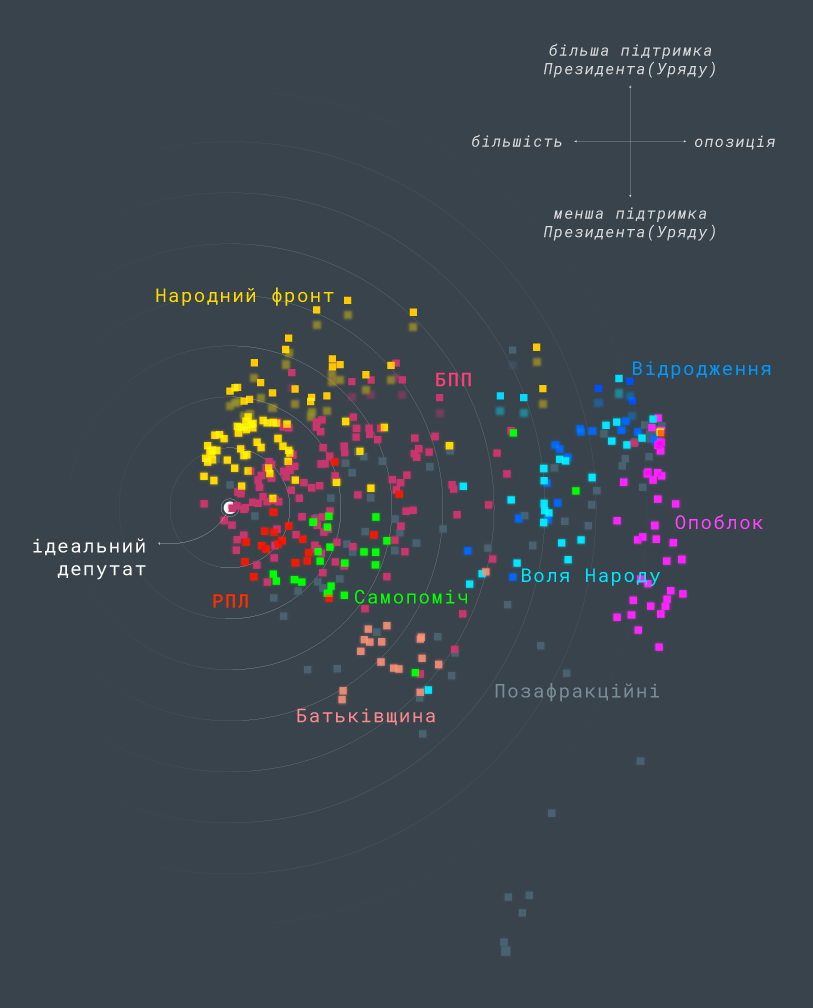 більша підтримка
Президента(Уряду)
більшість
опозиція
менша підтримка
Президента(Уряду)
Народний фронт
Відродження
БПП
Опоблок
ідеальний
депутат
Воля Народу
РПЛ
Самопоміч
Позафракційні
Батьківщина